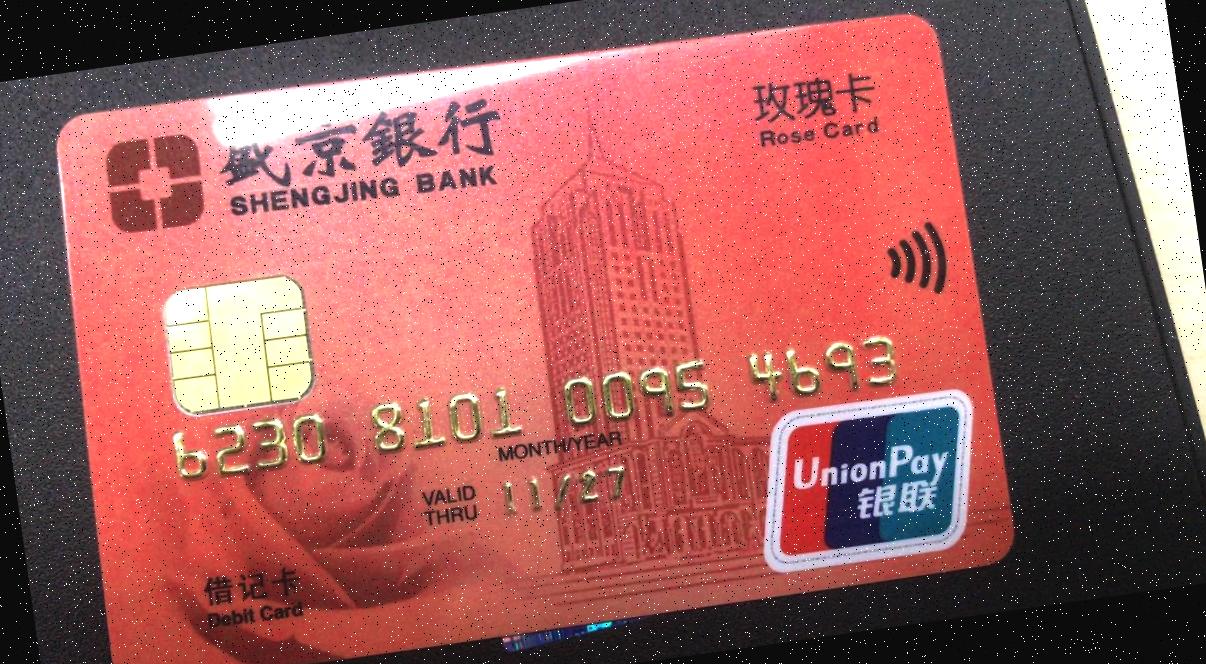 盛京銀行
SHENGJING BANK
玫瑰卡
Rose Card
6230 8101 0095 4693
MONTH/YEAR
VALID THRU 11/27
UnionPay
银联
借记卡
Debit Card